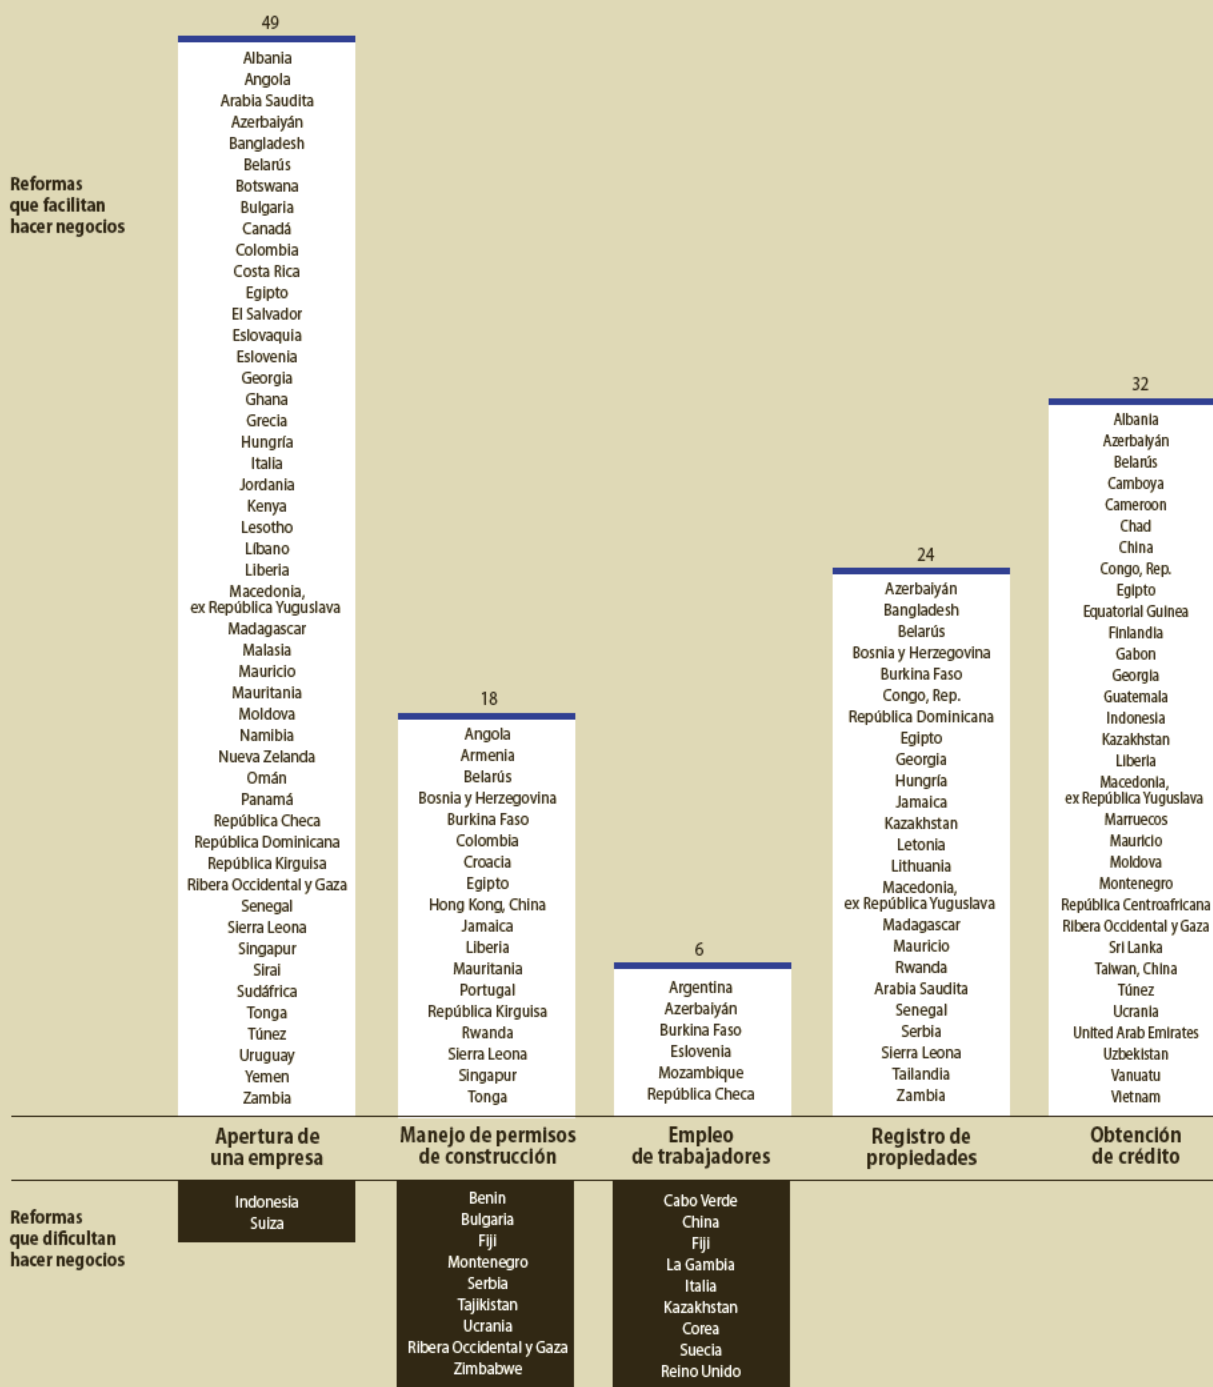 49
Albania
Angola
Arabia Saudita
Azerbaiyán
Bangladesh
Belarús
Botswana
Bulgaria
Canadá
Colombia
Costa Rica
Egipto
El Salvador
Eslovaquia
Eslovenia
Georgia
Ghana
Grecia
Hungría
Italia
Jordania
Kenya
Lesotho
Líbano
Liberia
Macedonia,
ex República Yuguslava
Madagascar
Malasia
Mauricio
Mauritania
Moldova
Namibia
Nueva Zelanda
Omán
Panamá
República Checa
República Dominicana
República Kirguisa
Ribera Occidental y Gaza
Senegal
Sierra Leona
Singapur
Sirai
Sudáfrica
Tonga
Túnez
Uruguay
Yemen
Zambia
Reformas
que facilitan
hacer negocios
18
Angola
Armenia
Belarús
Bosnia y Herzegovina
Burkina Faso
Colombia
Croacia
Egipto
Hong Kong, China
Jamaica
Liberia
Mauritania
Portugal
República Kirguisa
Rwanda
Sierra Leona
Singapur
Tonga
6
Argentina
Azerbaiyán
Burkina Faso
Eslovenia
Mozambique
República Checa
24
Azerbaiyán
Bangladesh
Belarús
Bosnia y Herzegovina
Burkina Faso
Congo, Rep.
República Dominicana
Egipto
Georgia
Hungría
Jamaica
Kazakhstan
Letonia
Lithuania
Macedonia,
ex República Yuguslava
Madagascar
Mauricio
Rwanda
Arabia Saudita
Senegal
Serbia
Sierra Leona
Tailandia
Zambia
32
Albania
Azerbaiyán
Belarús
Camboya
Cameroon
Chad
China
Congo, Rep.
Egipto
Equatorial Guinea
Finlandia
Gabon
Georgia
Guatemala
Indonesia
Kazakhstan
Liberia
Macedonia,
ex República Yuguslava
Marruecos
Mauricio
Moldova
Montenegro
República Centroafricana
Ribera Occidental y Gaza
Sri Lanka
Taiwan, China
Túnez
Ucrania
United Arab Emirates
Uzbekistan
Vanuatu
Vietnam
Apertura de
una empresa
Manejo de permisos
de construcción
Empleo
de trabajadores
Registro de
propiedades
Obtención
de crédito
Reformas
que dificultan
hacer negocios
Indonesia
Suiza
Benin
Bulgaria
Fiji
Montenegro
Serbia
Tajikistan
Ucrania
Ribera Occidental y Gaza
Zimbabwe
Cabo Verde
China
Fiji
La Gambia
Italia
Kazakhstan
Corea
Suecia
Reino Unido